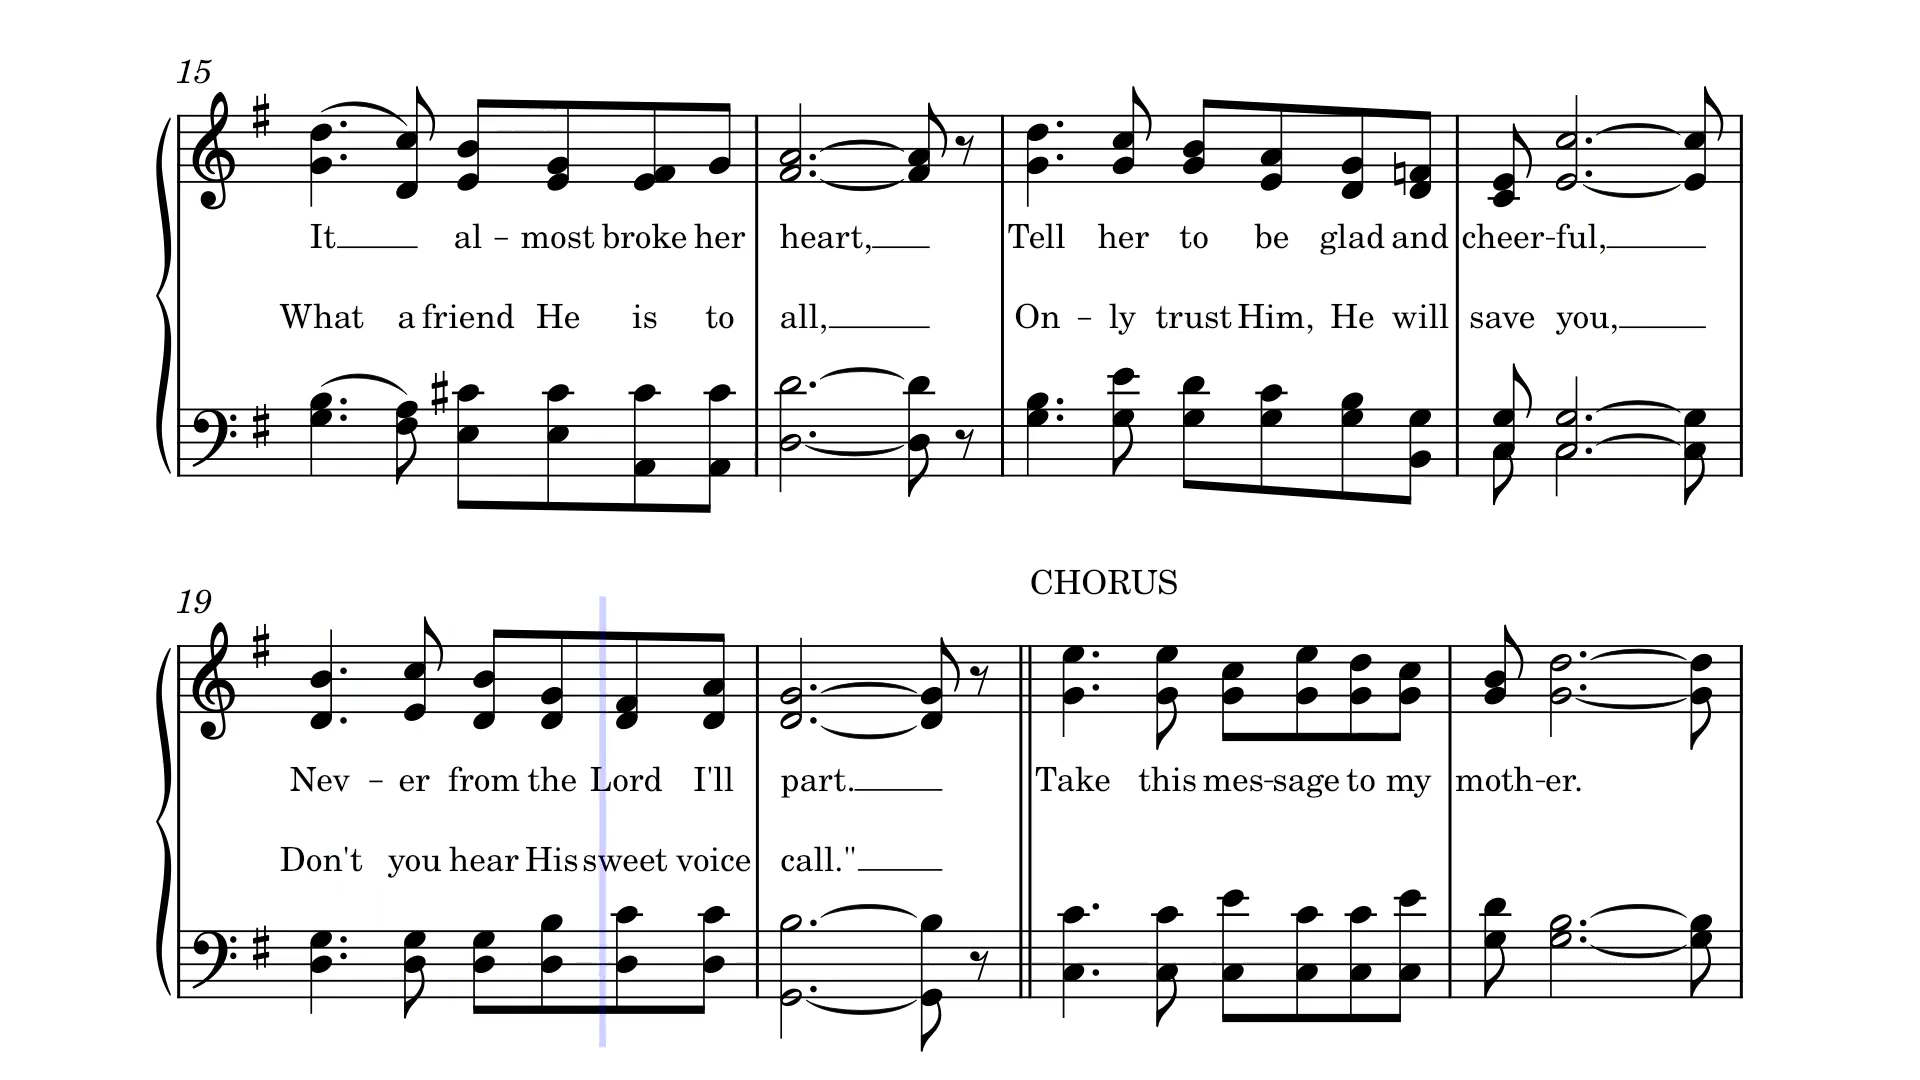 15
It al-most broke her heart, Tell her to be glad and cheer-ful,
What a friend He is to all, On-ly trust Him, He will save you,
CHORUS
19
Nev-er from the Lord I'll part. Take this mes-sage to my moth-er.
Don't you hear His sweet voice call."